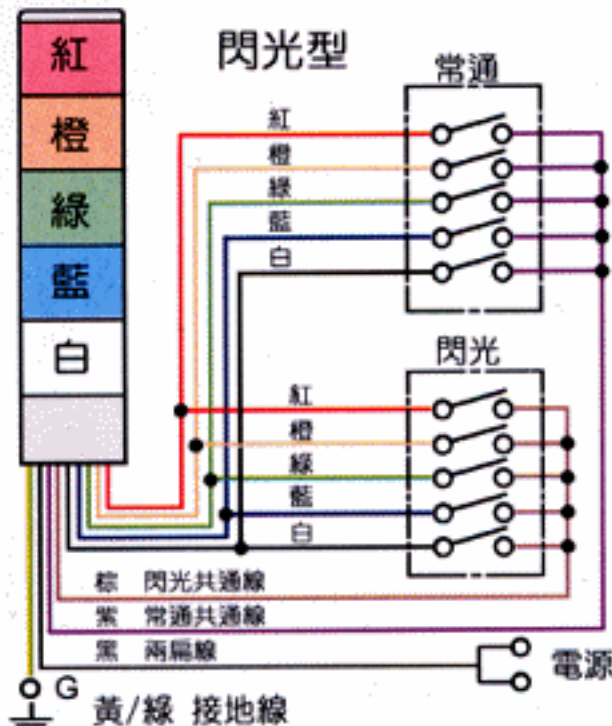 閃光型
紅
橙
綠
藍
白
常通
紅
橙
綠
藍
白
閃光
紅
橙
綠
藍
白
棕 閃光共通線
紫 常通共通線
黑 兩扁線
電源
G
黃/綠 接地線